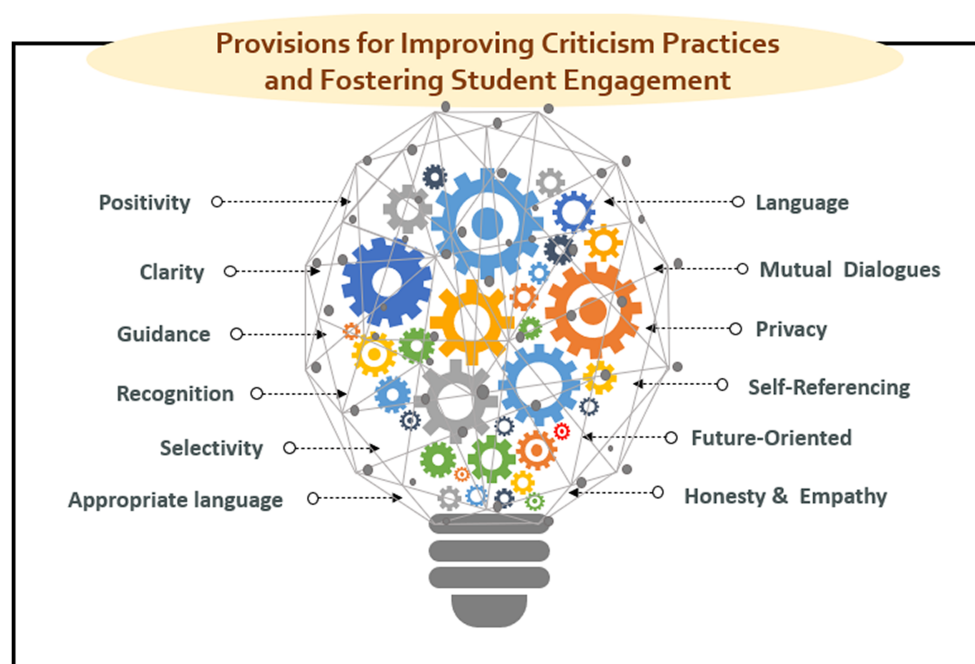 Provisions for Improving Criticism Practices
and Fostering Student Engagement
Positivity
Clarity
Guidance
Recognition
Selectivity
Appropriate language
Language
Mutual Dialogues
Privacy
Self-Referencing
Future-Oriented
Honesty & Empathy